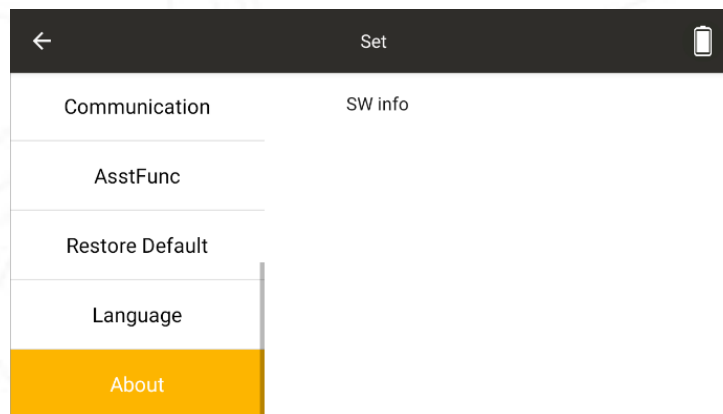 Set
Communication
SW info
AsstFunc
Restore Default
Language
About